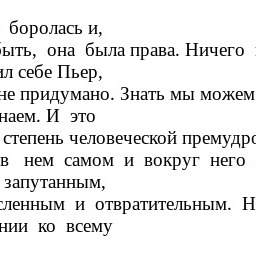 боролась и,
быть, она была права. Ничего
ил себе Пьер,
не придумано. Знать мы можем
наем. И это
степень человеческой премудро
в нем самом и вокруг него
запутанным,
сленным и отвратительным. Н
нии ко всему